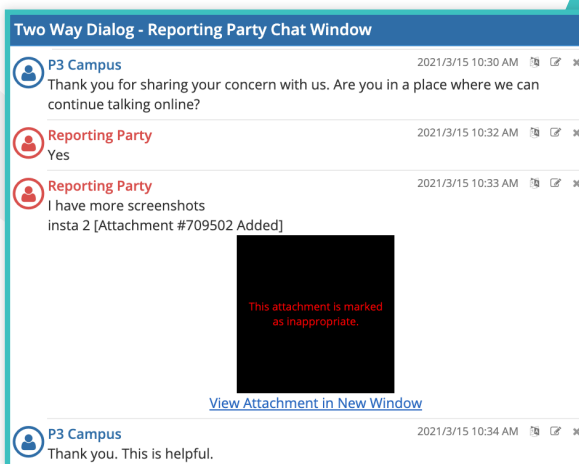 Two Way Dialog - Reporting Party Chat Window
P3 Campus 2021/3/15 10:30 AM
Thank you for sharing your concern with us. Are you in a place where we can
continue talking online?
Reporting Party 2021/3/15 10:32 AM
Yes
Reporting Party 2021/3/15 10:33 AM
I have more screenshots
insta 2 [Attachment #709502 Added]
This attachment is marked
as inappropriate.
View Attachment in New Window
P3 Campus 2021/3/15 10:34 AM
Thank you. This is helpful.